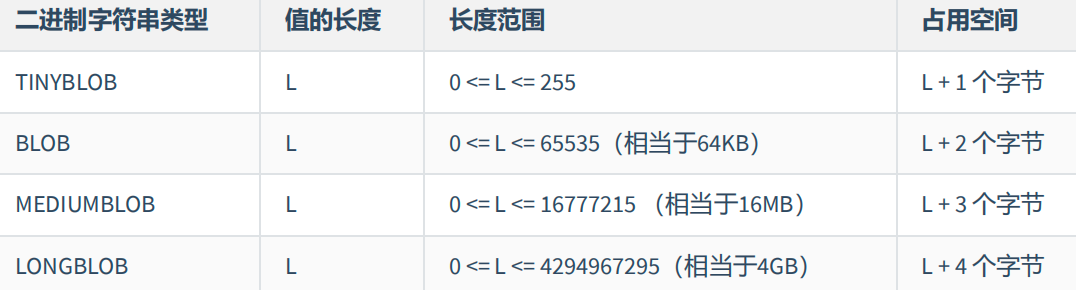 二进制字符串类型 值的长度 长度范围 占用空间
TINYBLOB L 0 <= L <= 255 L + 1 个字节
BLOB L 0 <= L <= 65535（相当于64KB） L + 2 个字节
MEDIUMBLOB L 0 <= L <= 16777215 （相当于16MB） L + 3 个字节
LONGBLOB L 0 <= L <= 4294967295（相当于4GB） L + 4 个字节